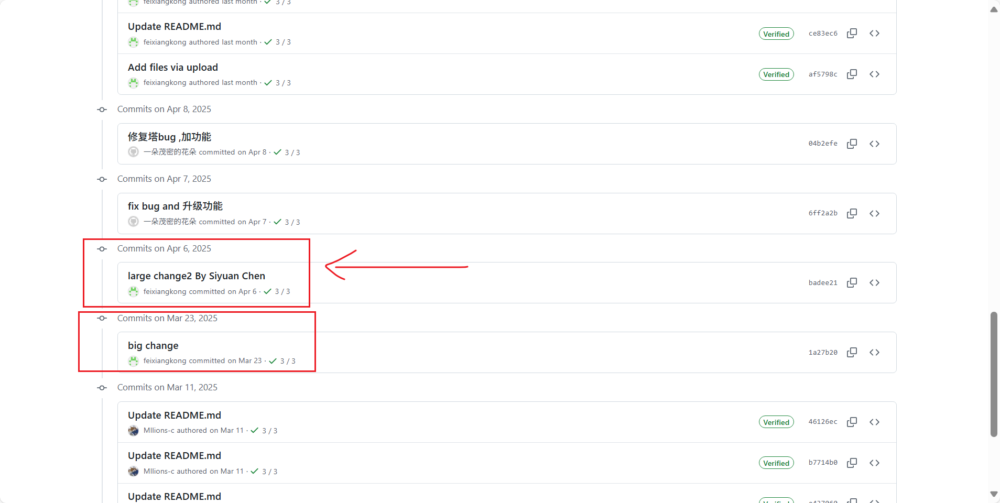 feixiangkong authored last month · 3 / 3
Update README.md
feixiangkong authored last month · 3 / 3
Verified
ce83ec6
Add files via upload
feixiangkong authored last month · 3 / 3
Verified
af5798c
Commits on Apr 8, 2025
修复塔bug ,加功能
一朵茂密的花朵 committed on Apr 8 · 3 / 3
04b2efe
Commits on Apr 7, 2025
fix bug and 升级功能
一朵茂密的花朵 committed on Apr 7 · 3 / 3
6ff2a2b
Commits on Apr 6, 2025
large change2 By Siyuan Chen
feixiangkong committed on Apr 6 · 3 / 3
badee21
Commits on Mar 23, 2025
big change
feixiangkong committed on Mar 23 · 3 / 3
1a27b20
Commits on Mar 11, 2025
Update README.md
Mllions-c authored on Mar 11 · 3 / 3
Verified
46126ec
Update README.md
Mllions-c authored on Mar 11 · 3 / 3
Verified
b7714b0
Update README.md
Verified